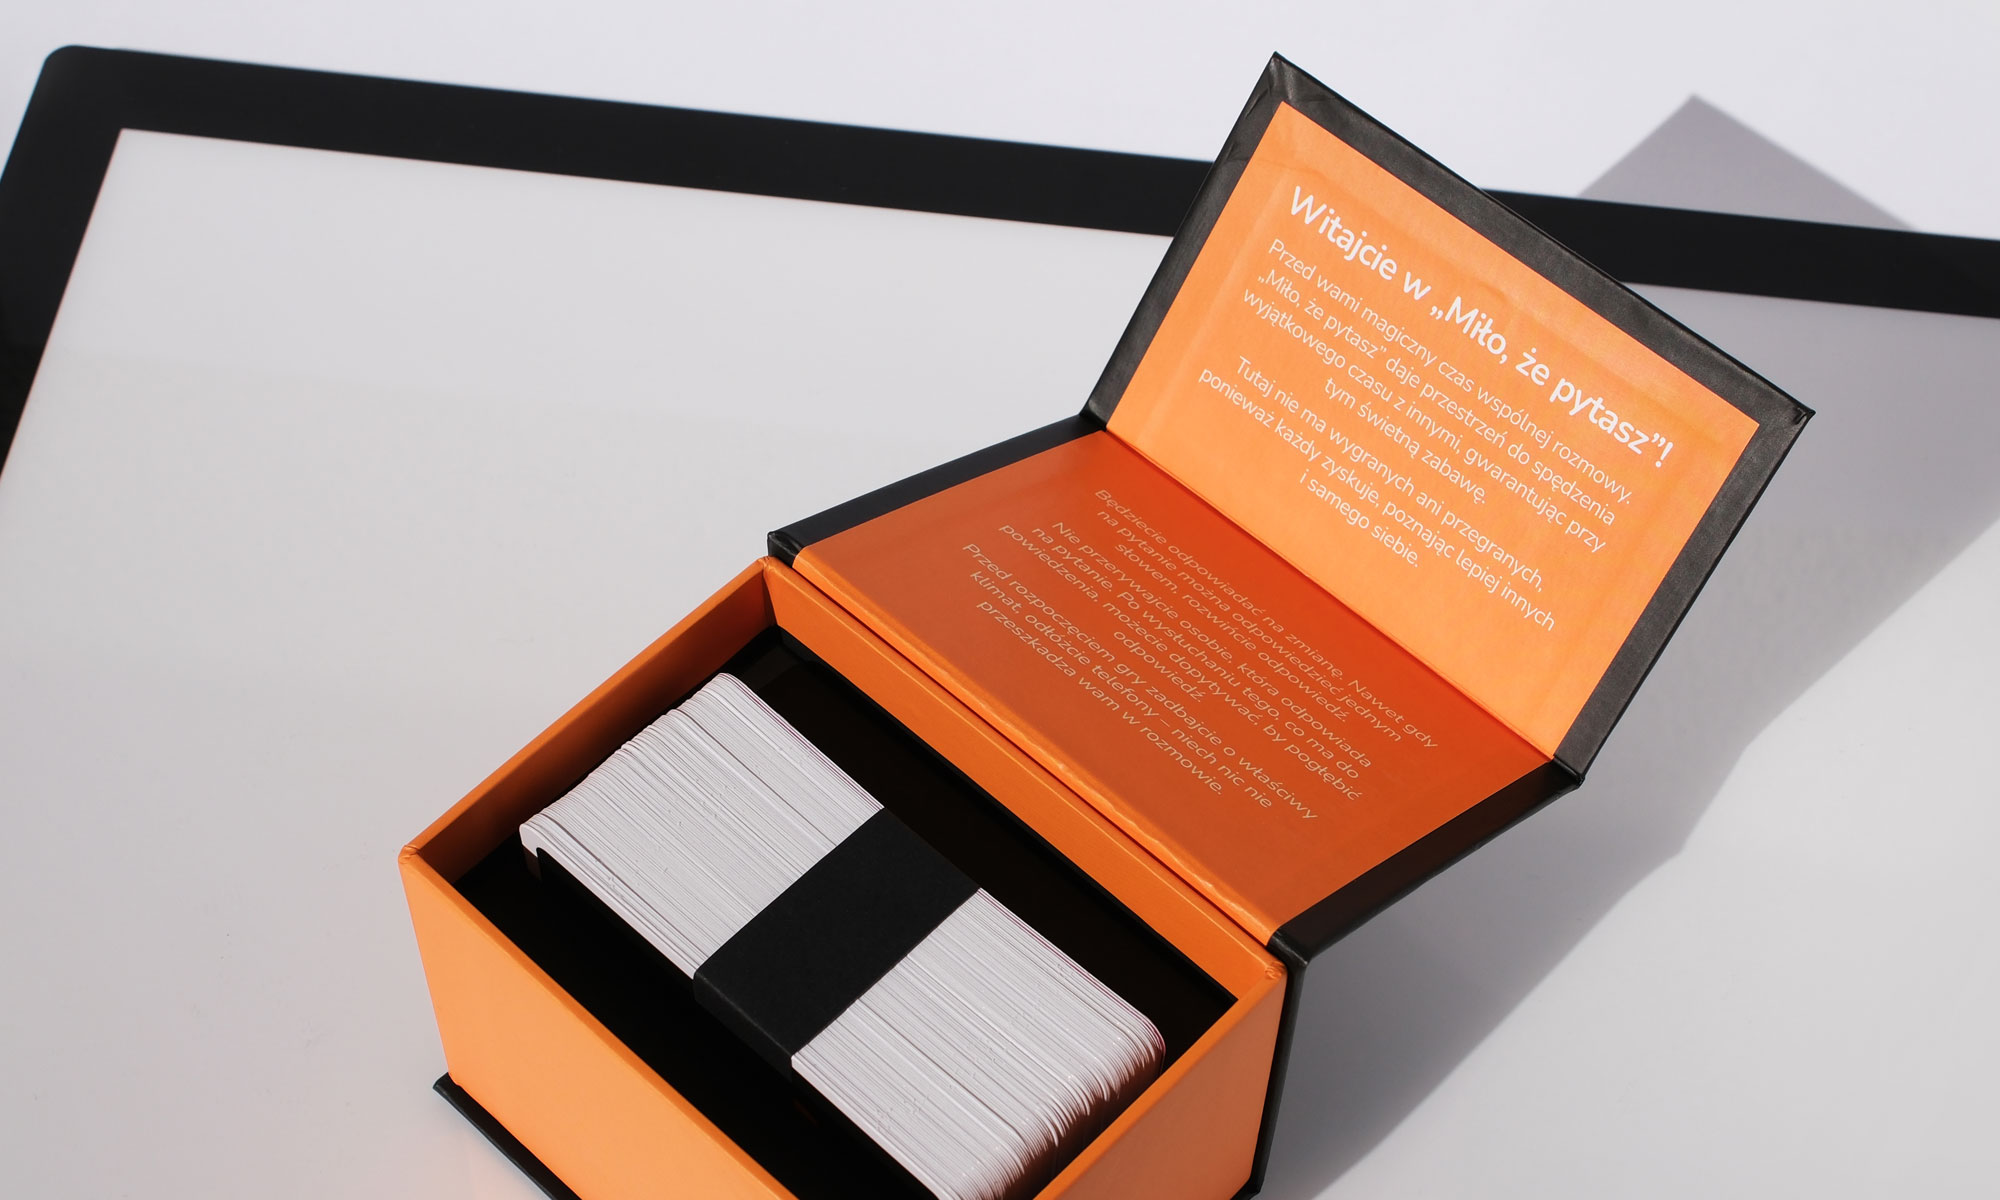 Witajcie w „Miło, że pytasz”!
Przed wami magiczny czas wspólnej rozmowy.
„Miło, że pytasz” daje przestrzeń do spędzenia
wyjątkowego czasu z innymi, gwarantując przy
tym świetną zabawę.
Tutaj nie ma wygranych ani przegranych,
ponieważ każdy zyskuje, poznając lepiej innych
i samego siebie.
Będziecie odpowiadać na zmianę. Nawet gdy
na pytanie można odpowiedzieć jednym
słowem, rozwińcie odpowiedź
Nie przerywajcie osobie, która odpowiada
na pytanie. Po wysłuchaniu tego, co ma do
powiedzenia, możecie dopytywać, by pogłębić
odpowiedź
Przed rozpoczęciem gry zadbajcie o właściwy
klimat, odłóżcie telefony – niech nic nie
przeszkadza wam w rozmowie.